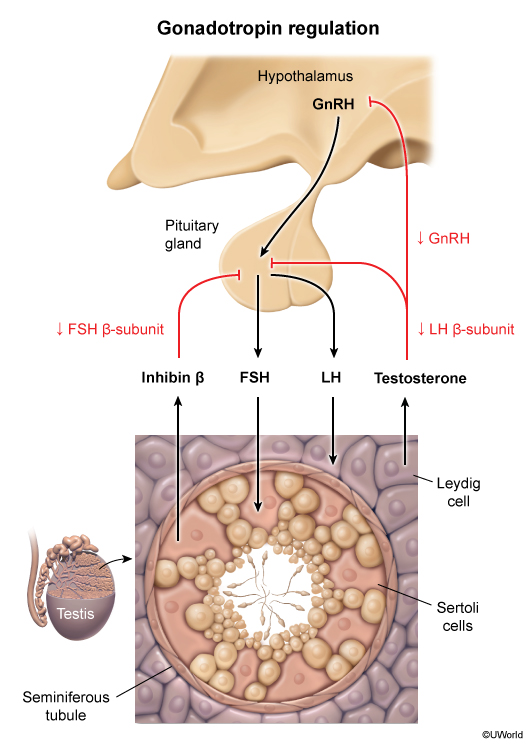 Gonadotropin regulation
Hypothalamus
GnRH
Pituitary
gland
↓ GnRH
↓ FSH β-subunit
↓ LH β-subunit
Inhibin β
FSH
LH
Testosterone
Leydig
cell
Testis
Sertoli
cells
Seminiferous
tubule
©UWorld